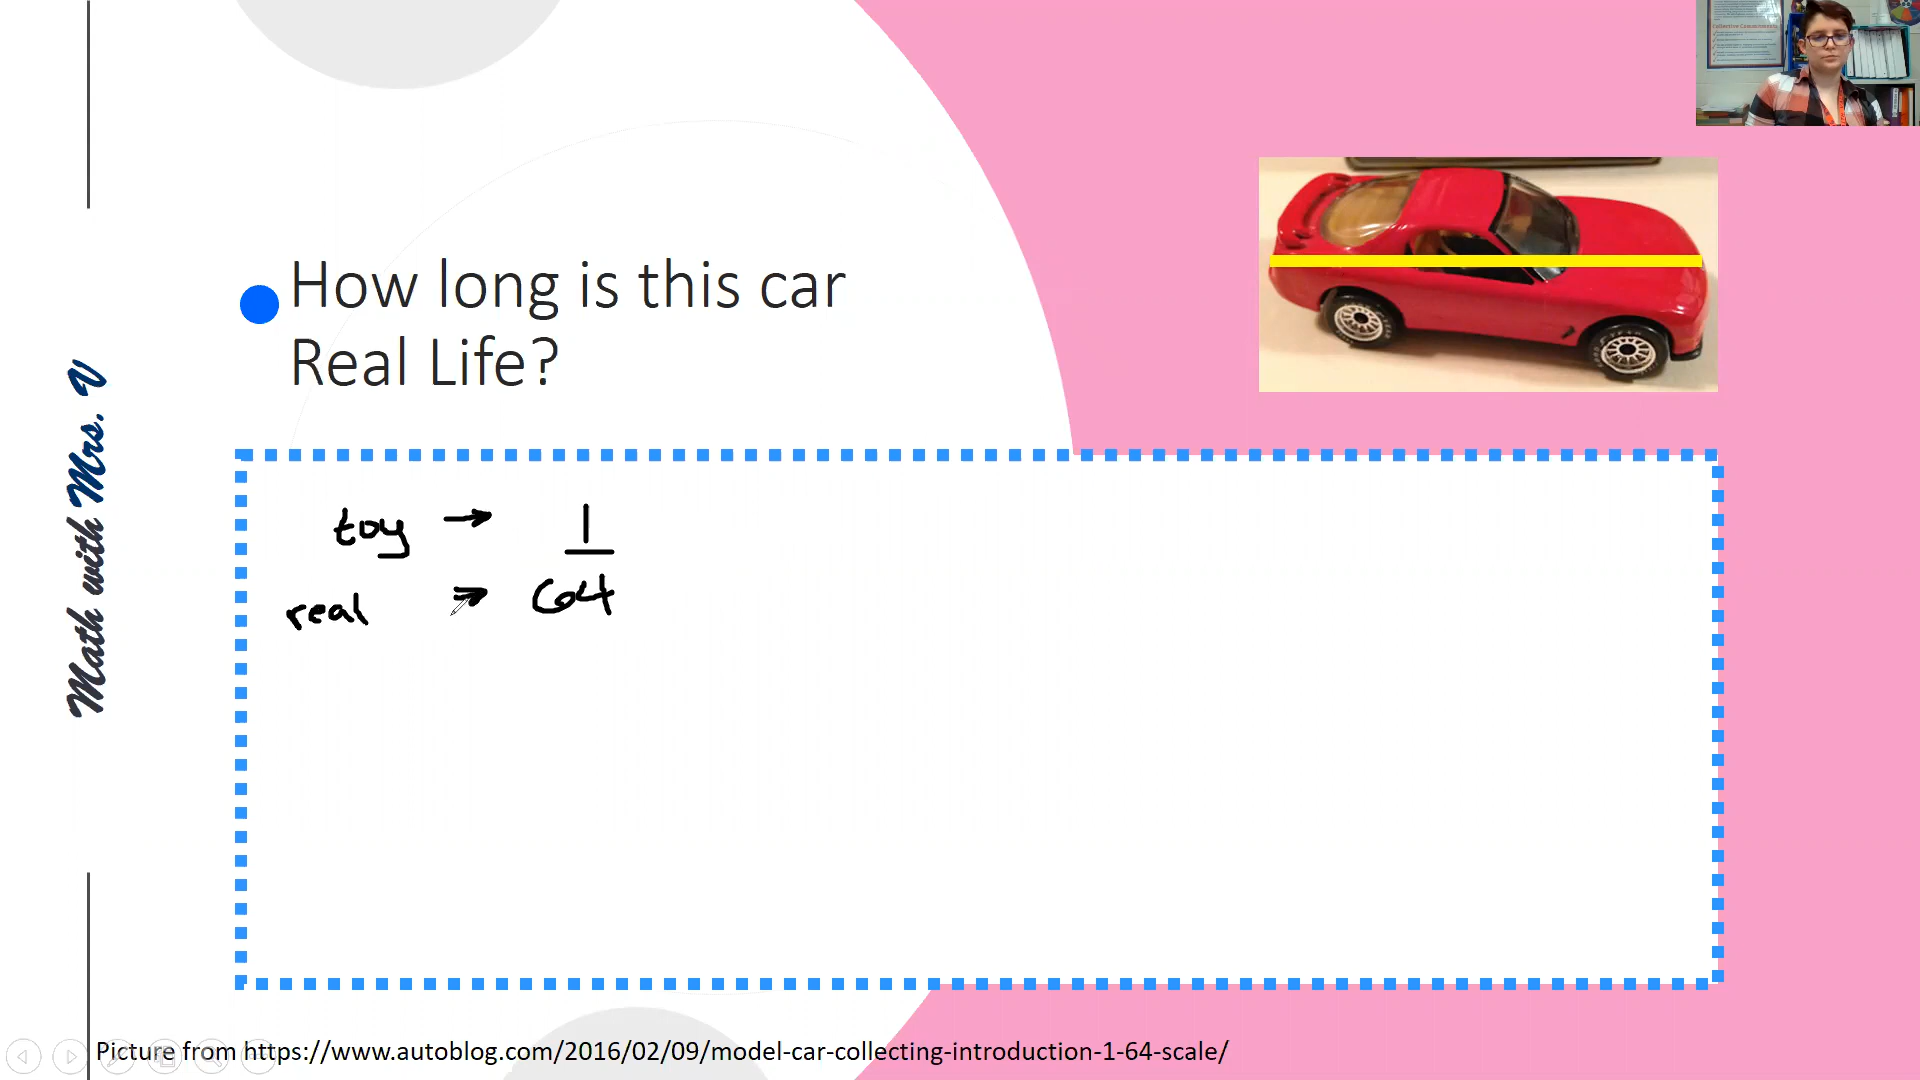 How long is this car
Real Life?
Math with Mrs. V
toy → 1
real → 64
Picture from https://www.autoblog.com/2016/02/09/model-car-collecting-introduction-1-64-scale/